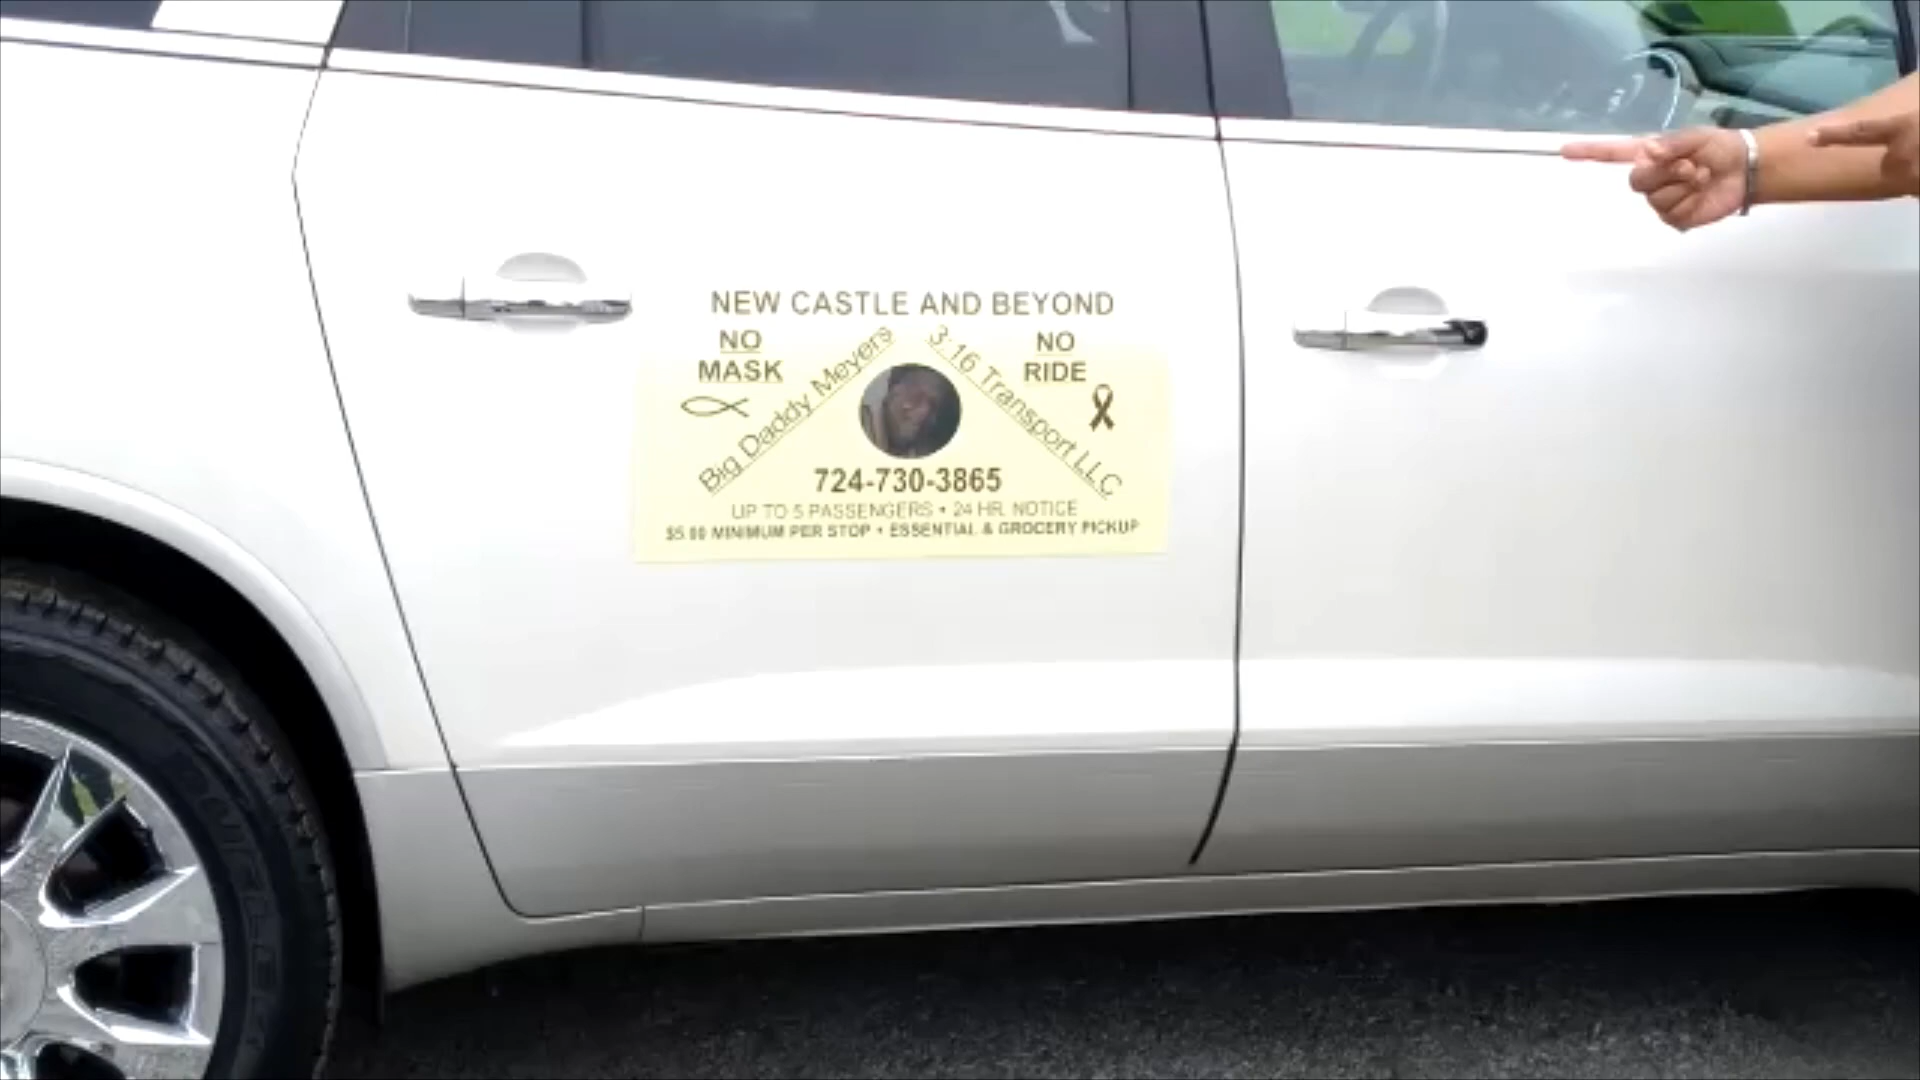 NEW CASTLE AND BEYOND
NO
MASK
Big Daddy Meyers
3:16 Transport LLC
NO
RIDE
724-730-3865
UP TO 5 PASSENGERS • 24 HR. NOTICE
$5.00 MINIMUM PER STOP • ESSENTIAL & GROCERY PICKUP